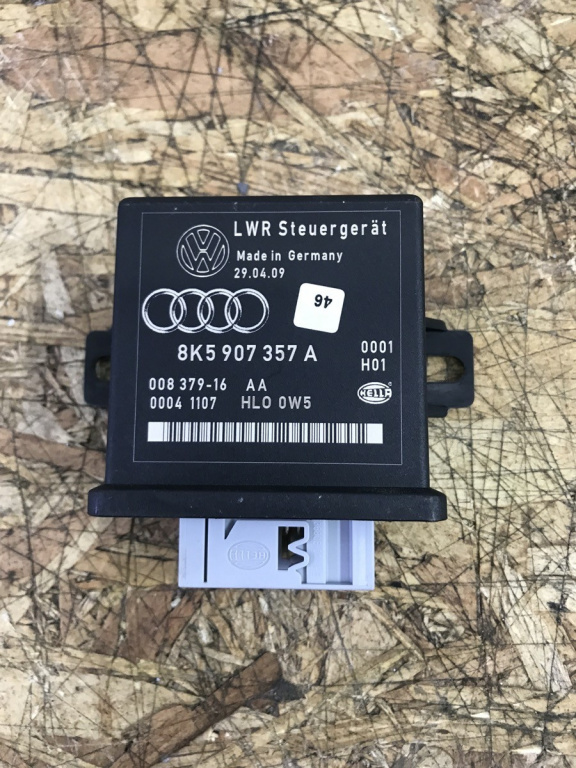 LWR Steuergerät
Made in Germany
29.04.09
46
8K5 907 357 A
0001
H01
008 379-16 AA
0004 1107 HLO 0W5
HELLA
HELLA